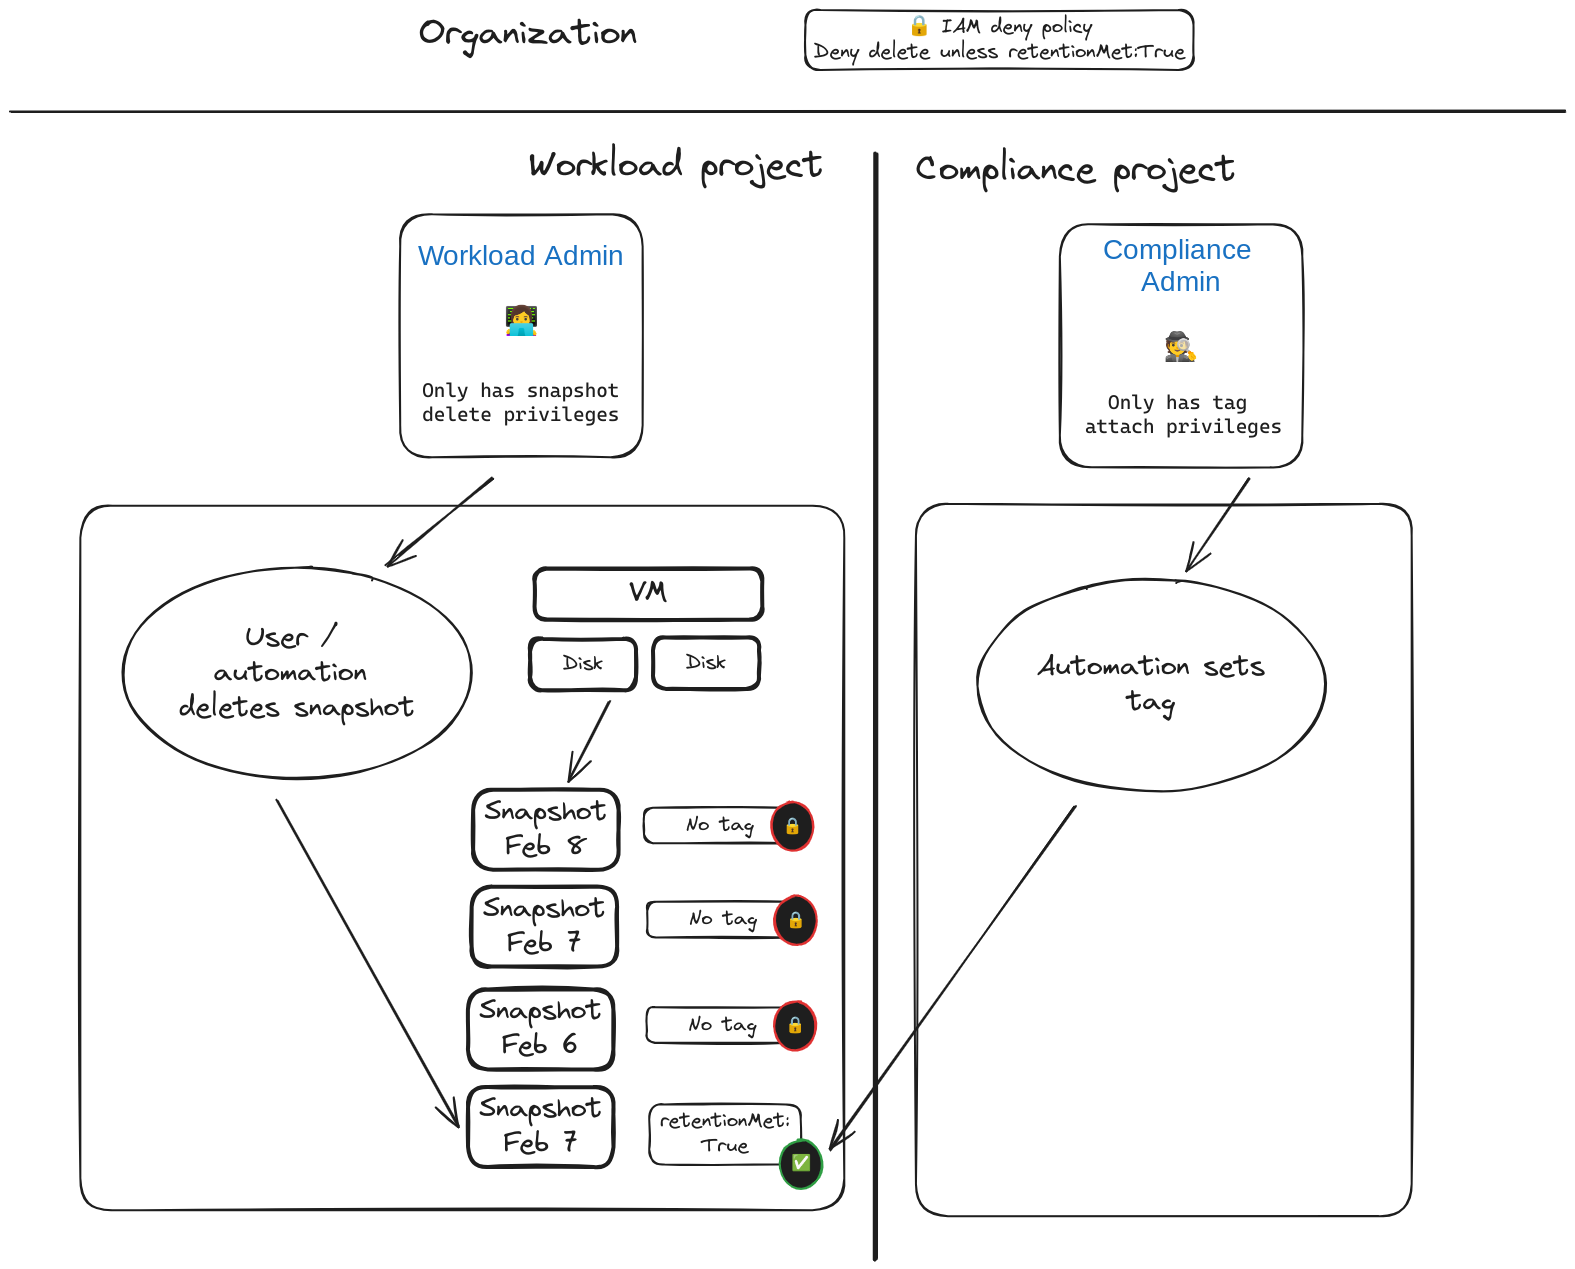 Organization
🔒 IAM deny policy
Deny delete unless retentionMet:True
Workload project
Compliance project
Workload Admin
Only has snapshot
delete privileges
Compliance
Admin
Only has tag
attach privileges
User /
automation
deletes snapshot
VM
Disk
Disk
Snapshot
Feb 8
No tag
Snapshot
Feb 7
No tag
Snapshot
Feb 6
No tag
Snapshot
Feb 7
retentionMet:
True
Automation sets
tag